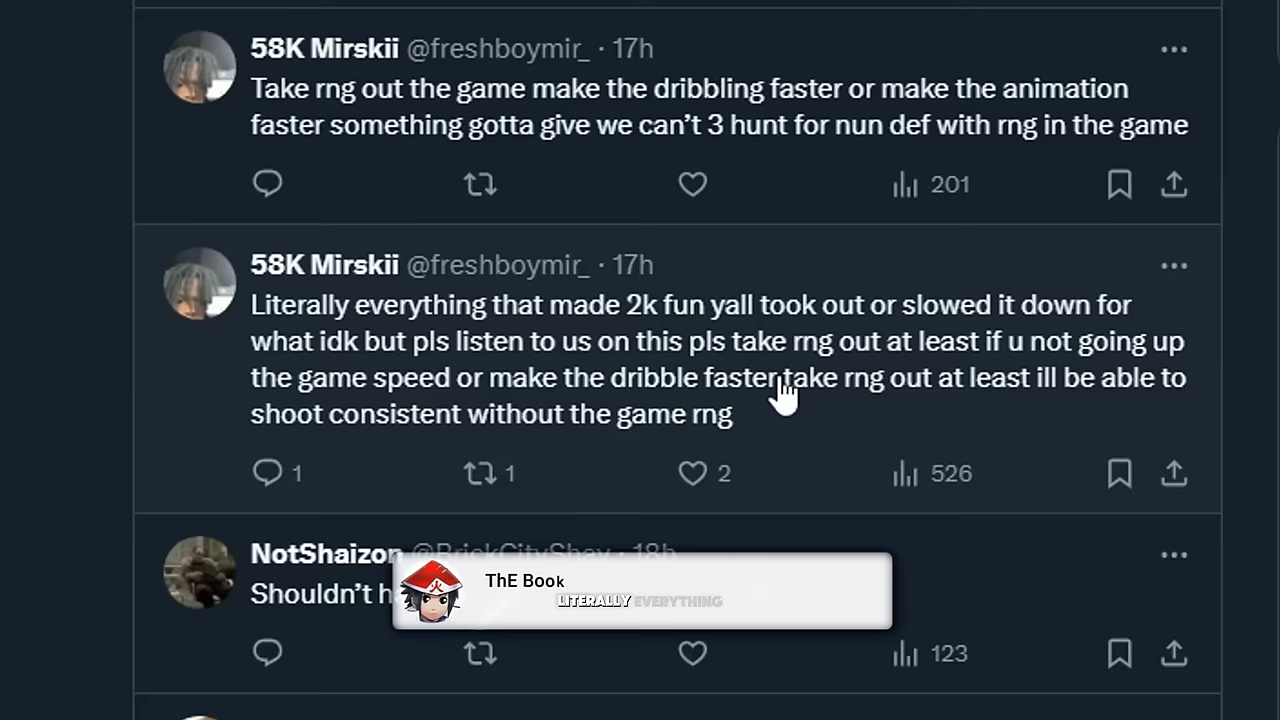 58K Mirskii @freshboymir_ · 17h
Take rng out the game make the dribbling faster or make the animation
faster something gotta give we can't 3 hunt for nun def with rng in the game
201
58K Mirskii @freshboymir_ · 17h
Literally everything that made 2k fun yall took out or slowed it down for
what idk but pls listen to us on this pls take rng out at least if u not going up
the game speed or make the dribble faster take rng out at least ill be able to
shoot consistent without the game rng
1 1 2 526
NotShaizon @BrickCityShay · 18h
Shouldn't
ThE Book
LITERALLY EVERYTHING
123